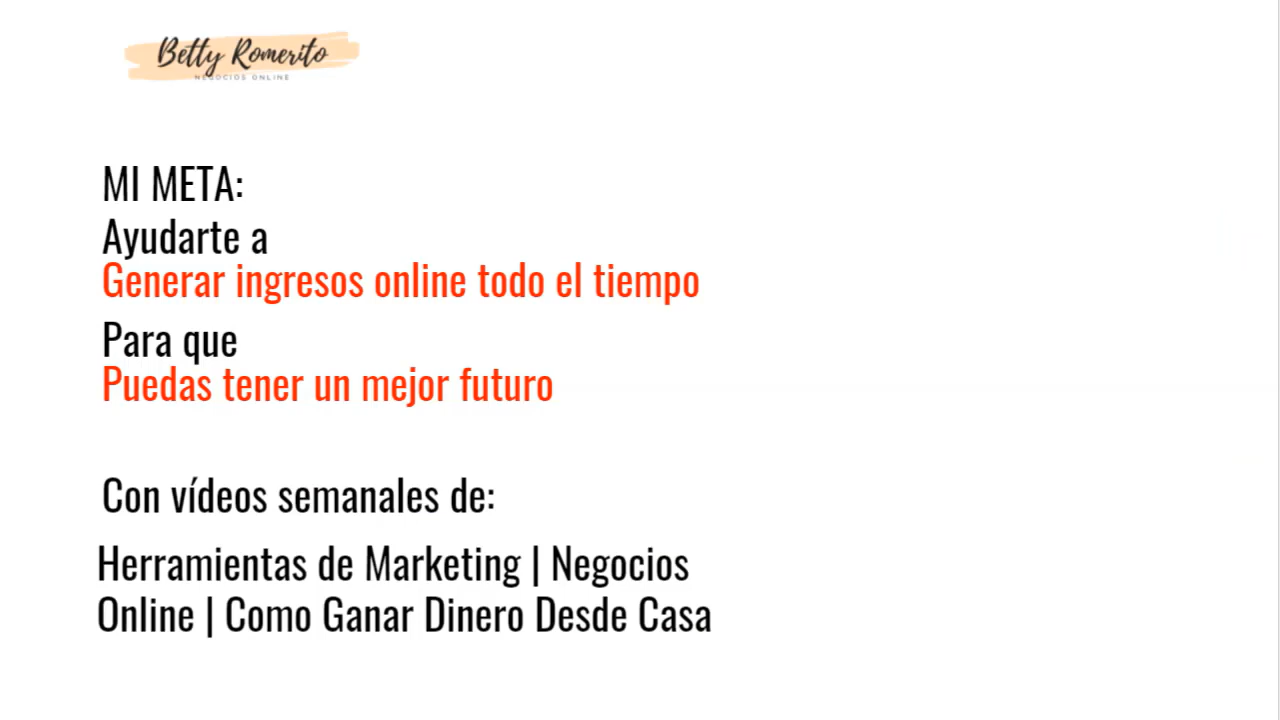 Betty Romerito
NEGOCIOS ONLINE
MI META:
Ayudarte a
Generar ingresos online todo el tiempo
Para que
Puedas tener un mejor futuro
Con vídeos semanales de:
Herramientas de Marketing | Negocios
Online | Como Ganar Dinero Desde Casa